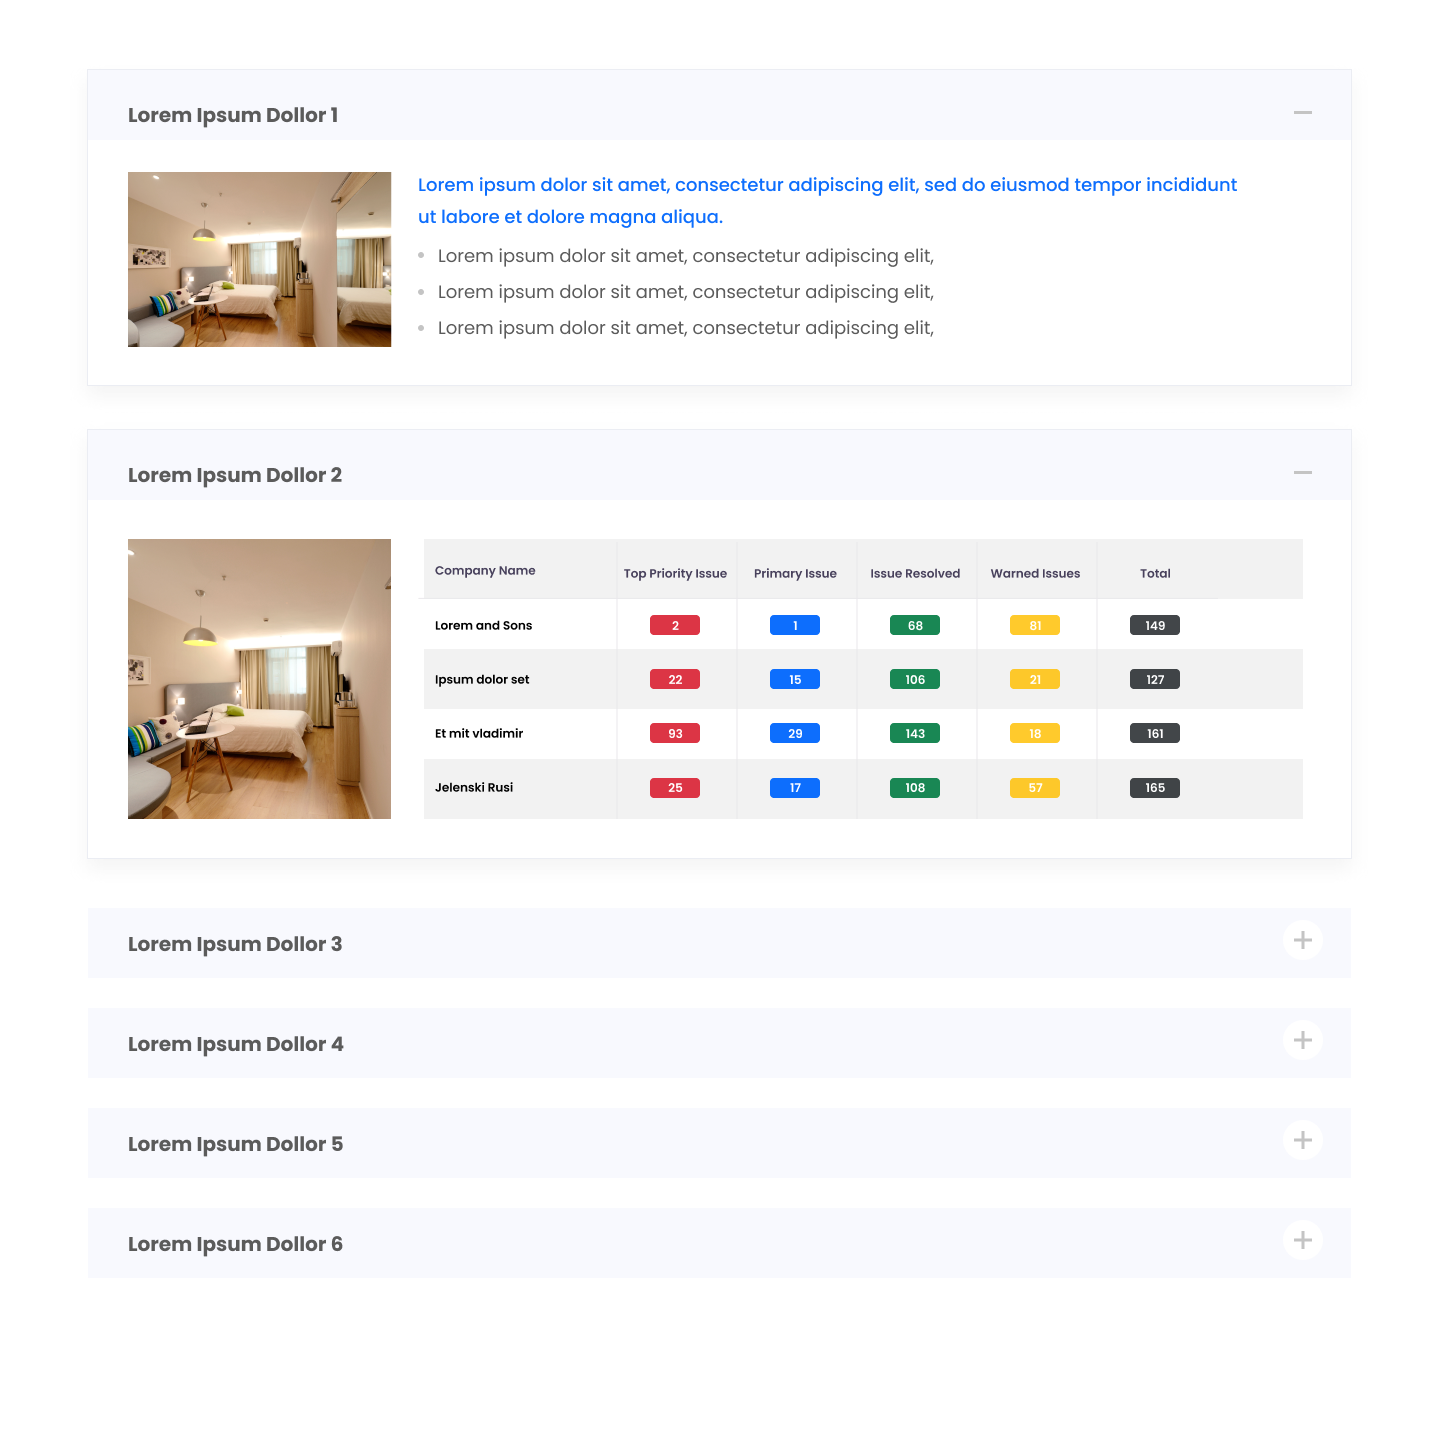 Lorem Ipsum Dollor 1
Lorem ipsum dolor sit amet, consectetur adipiscing elit, sed do eiusmod tempor incididunt
ut labore et dolore magna aliqua.
Lorem ipsum dolor sit amet, consectetur adipiscing elit,
Lorem ipsum dolor sit amet, consectetur adipiscing elit,
Lorem ipsum dolor sit amet, consectetur adipiscing elit,
Lorem Ipsum Dollor 2
Company Name Top Priority Issue Primary Issue Issue Resolved Warned Issues Total
Lorem and Sons 2 1 68 81 149
Ipsum dolor set 22 15 106 21 127
Et mit vladimir 93 29 143 18 161
Jelenski Rusi 25 17 108 57 165
Lorem Ipsum Dollor 3
Lorem Ipsum Dollor 4
Lorem Ipsum Dollor 5
Lorem Ipsum Dollor 6